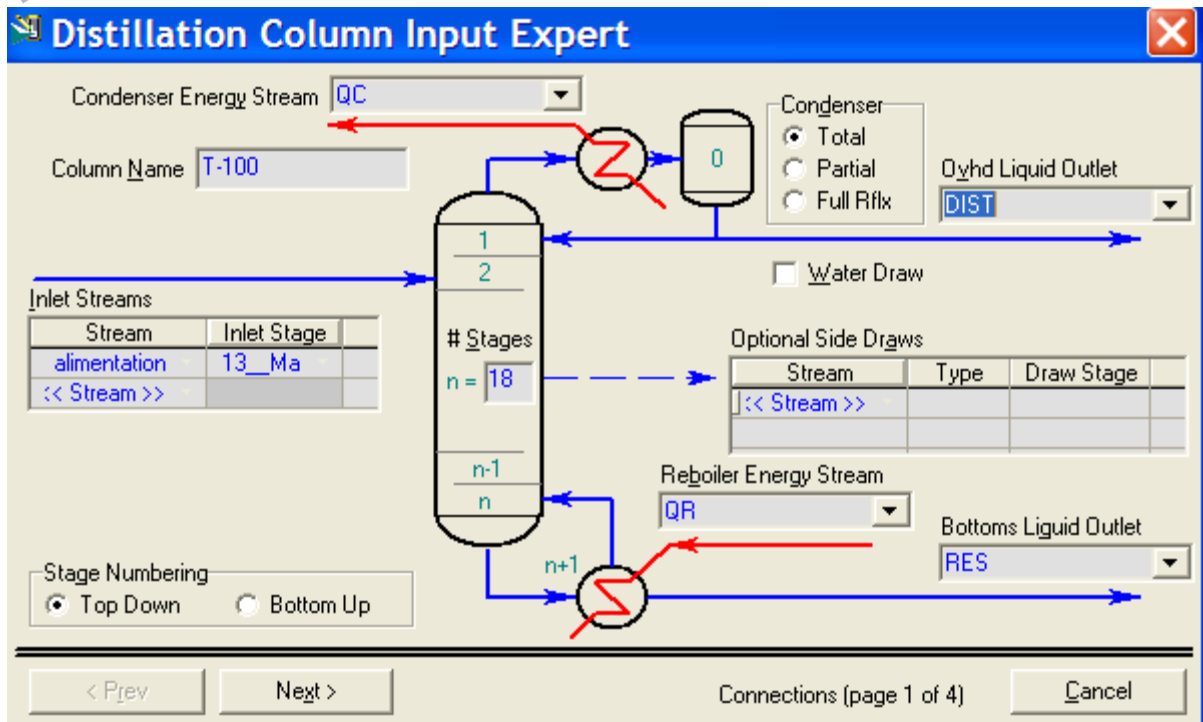 Distillation Column Input Expert
Condenser Energy Stream QC
Condenser
Total
Partial
Full Rflx
Column Name T-100
0
Ovhd Liquid Outlet
DIST
1
2
Water Draw
Inlet Streams
Stream Inlet Stage
alimentation 13__Ma
<< Stream >>
# Stages
n = 18
Optional Side Draws
Stream Type Draw Stage
<< Stream >>
n-1
n
Reboiler Energy Stream
QR
Bottoms Liquid Outlet
RES
n+1
Stage Numbering
Top Down Bottom Up
< Prev Next > Connections (page 1 of 4) Cancel